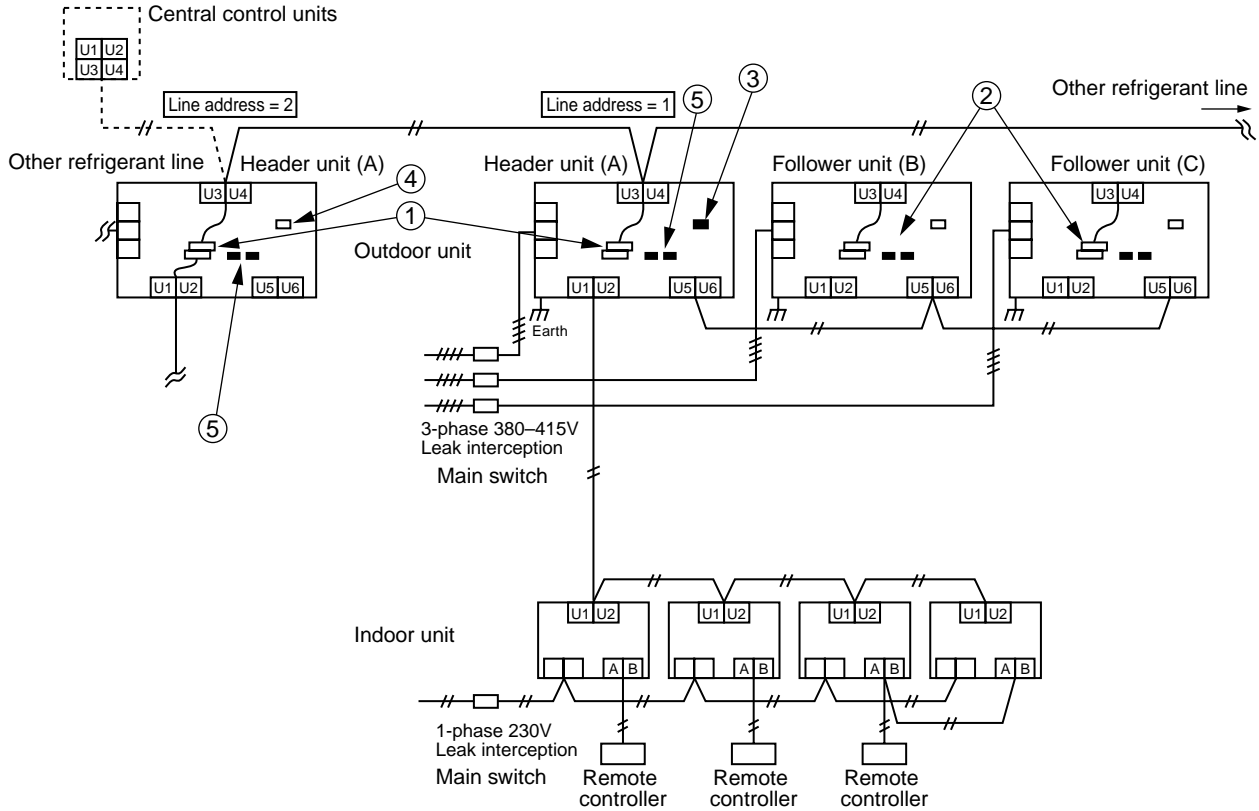 Central control units
U1 U2
U3 U4
Line address = 2
Line address = 1
5
3
2
Other refrigerant line
Other refrigerant line
Header unit (A)
Header unit (A)
Follower unit (B)
Follower unit (C)
U3 U4
4
U3 U4
U3 U4
U3 U4
1
Outdoor unit
U1 U2
U5 U6
U1 U2
U5 U6
U1 U2
U5 U6
U1 U2
U5 U6
Earth
5
3-phase 380–415V
Leak interception
Main switch
Indoor unit
U1 U2
U1 U2
U1 U2
U1 U2
A B
A B
A B
A B
1-phase 230V
Leak interception
Main switch
Remote
controller
Remote
controller
Remote
controller